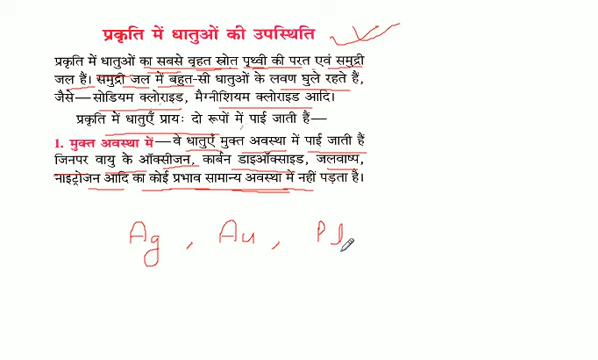 प्रकृति में धातुओं की उपस्थिति
प्रकृति में धातुओं का सबसे वृहत स्रोत पृथ्वी की परत एवं समुद्री
जल हैं। समुद्री जल में बहुत-सी धातुओं के लवण घुले रहते हैं,
जैसे—सोडियम क्लोराइड, मैग्नीशियम क्लोराइड आदि।
प्रकृति में धातुएँ प्रायः दो रूपों में पाई जाती हैं—
1. मुक्त अवस्था में—वे धातुएँ मुक्त अवस्था में पाई जाती हैं
जिनपर वायु के ऑक्सीजन, कार्बन डाइऑक्साइड, जलवाष्प,
नाइट्रोजन आदि का कोई प्रभाव सामान्य अवस्था में नहीं पड़ता है।
Ag, Au,